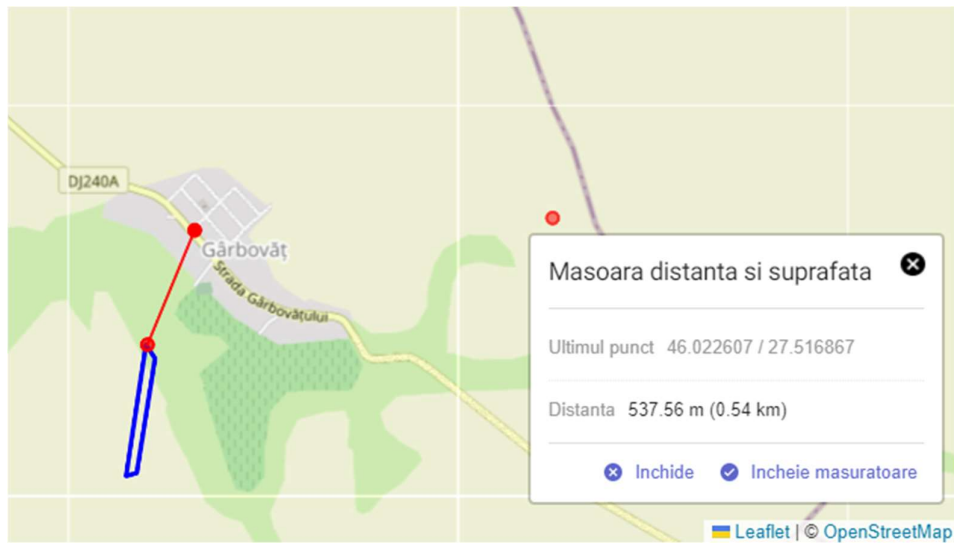 DJ240A
Gârbovăț
Strada Gârbovățului
Masoara distanta si suprafata
Ultimul punct 46.022607 / 27.516867
Distanta 537.56 m (0.54 km)
Inchide Incheie masuratoare
Leaflet | © OpenStreetMap